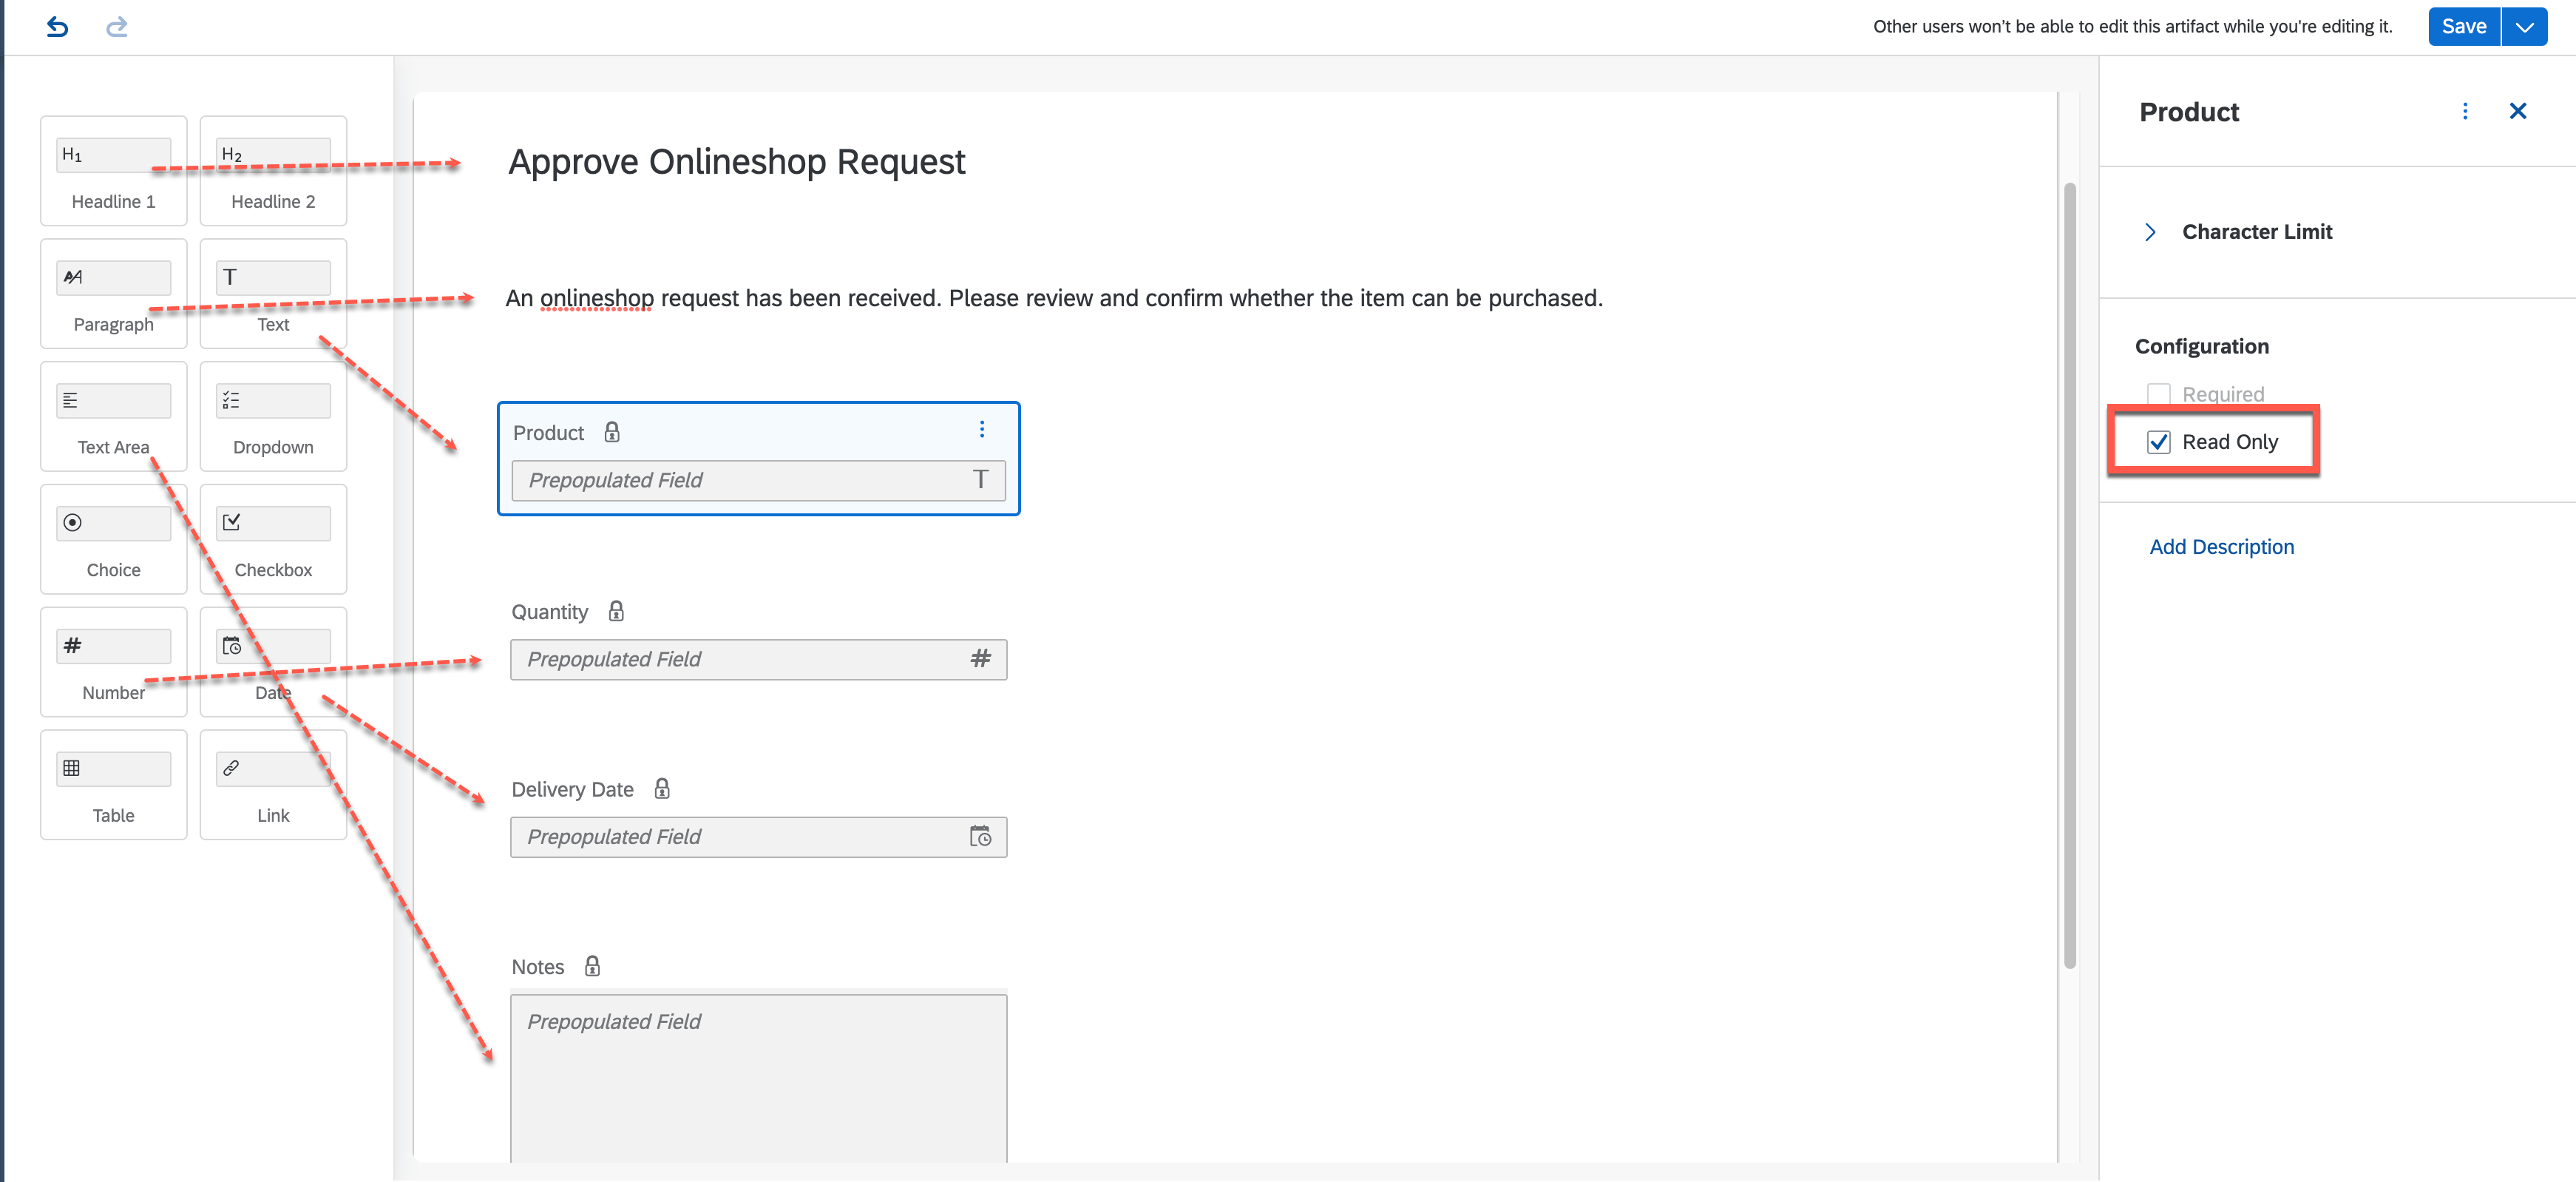 Other users won't be able to edit this artifact while you're editing it.
Save
H1
Headline 1
H2
Headline 2
Paragraph
T
Text
Text Area
Dropdown
Choice
Checkbox
#
Number
Date
Table
Link
Approve Onlineshop Request
An onlineshop request has been received. Please review and confirm whether the item can be purchased.
Product
Prepopulated Field T
Quantity
Prepopulated Field #
Delivery Date
Prepopulated Field
Notes
Prepopulated Field
Product
Character Limit
Configuration
Required
Read Only
Add Description